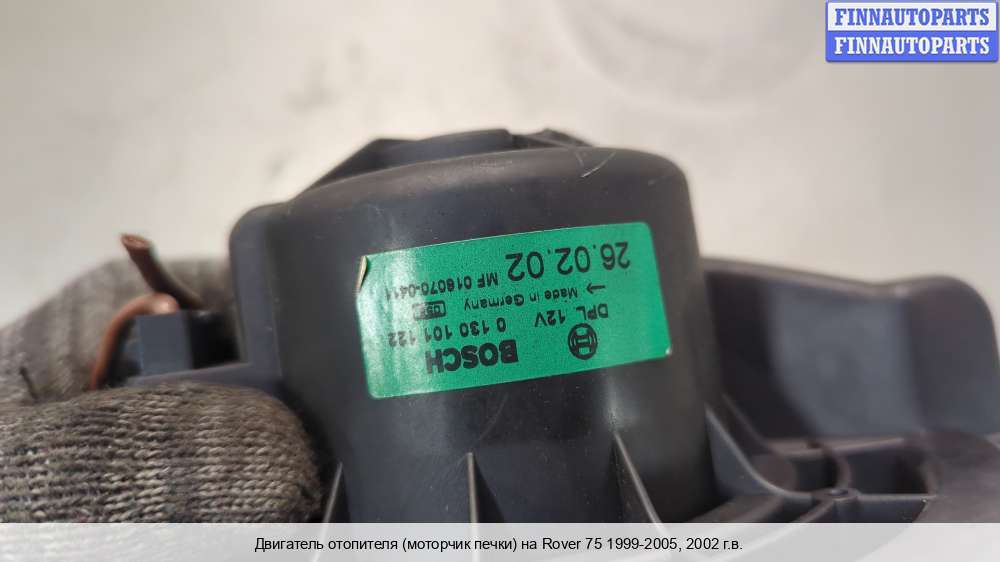 FINNAUTOPARTS
FINNAUTOPARTS
BOSCH
DPL 12V 0 130 101 122
→ Made in Germany
26.02.02 MF 016070-0411
Двигатель отопителя (моторчик печки) на Rover 75 1999-2005, 2002 г.в.